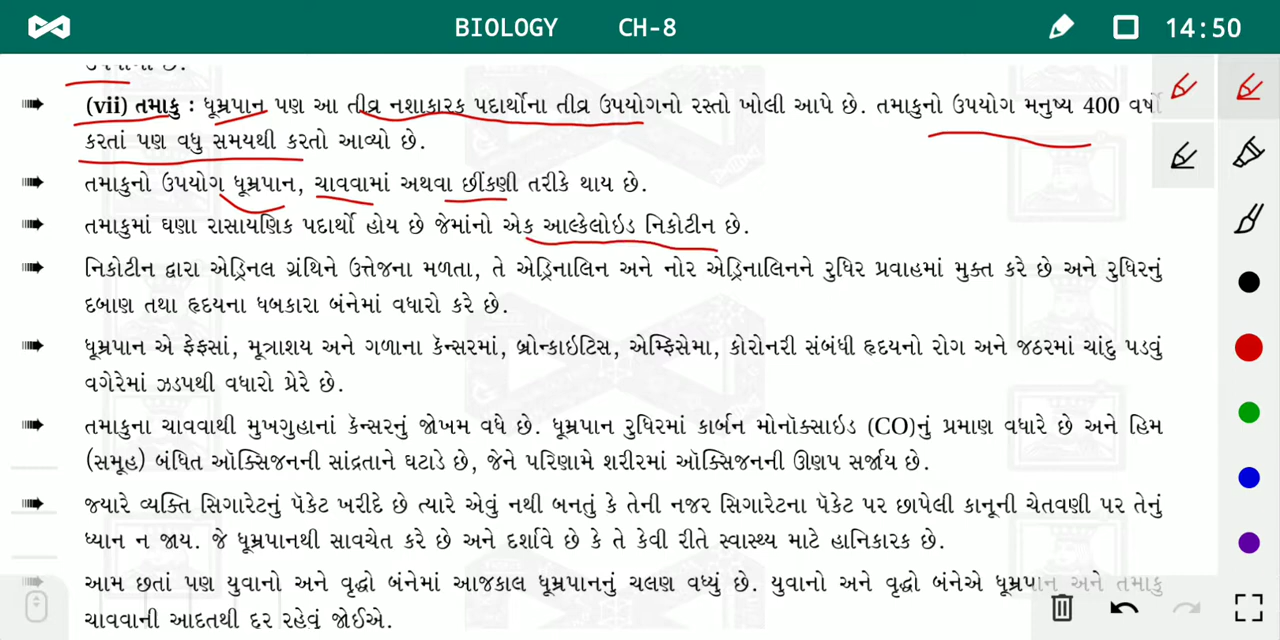 BIOLOGY CH-8 14:50
(vii) તમાકુ : ધૂમ્રપાન પણ આ તીવ્ર નશાકારક પદાર્થોના તીવ્ર ઉપયોગનો રસ્તો ખોલી આપે છે. તમાકુનો ઉપયોગ મનુષ્ય 400 વર્ષો
કરતાં પણ વધુ સમયથી કરતો આવ્યો છે.
તમાકુનો ઉપયોગ ધૂમ્રપાન, ચાવવામાં અથવા છીંકણી તરીકે થાય છે.
તમાકુમાં ઘણા રાસાયણિક પદાર્થો હોય છે જેમાંનો એક આલ્કેલોઇડ નિકોટીન છે.
નિકોટીન દ્વારા એડ્રિનલ ગ્રંથિને ઉત્તેજના મળતા, તે એડ્રિનાલિન અને નોર એડ્રિનાલિનને રુધિર પ્રવાહમાં મુક્ત કરે છે અને રુધિરનું
દબાણ તથા હૃદયના ધબકારા બંનેમાં વધારો કરે છે.
ધૂમ્રપાન એ ફેફસાં, મૂત્રાશય અને ગળાના કૅન્સરમાં, બ્રોન્કાઇટિસ, એમ્ફિસેમા, કોરોનરી સંબંધી હૃદયનો રોગ અને જઠરમાં ચાંદુ પડવું
વગેરેમાં ઝડપથી વધારો પ્રેરે છે.
તમાકુના ચાવવાથી મુખગુહાનાં કૅન્સરનું જોખમ વધે છે. ધૂમ્રપાન રુધિરમાં કાર્બન મોનૉક્સાઇડ (CO)નું પ્રમાણ વધારે છે અને હિમ
(સમૂહ) બંધિત ઑક્સિજનની સાંદ્રતાને ઘટાડે છે, જેને પરિણામે શરીરમાં ઑક્સિજનની ઊણપ સર્જાય છે.
જ્યારે વ્યક્તિ સિગારેટનું પૅકેટ ખરીદે છે ત્યારે એવું નથી બનતું કે તેની નજર સિગારેટના પૅકેટ પર છાપેલી કાનૂની ચેતવણી પર તેનું
ધ્યાન ન જાય. જે ધૂમ્રપાનથી સાવચેત કરે છે અને દર્શાવે છે કે તે કેવી રીતે સ્વાસ્થ્ય માટે હાનિકારક છે.
આમ છતાં પણ યુવાનો અને વૃદ્ધો બંનેમાં આજકાલ ધૂમ્રપાનનું ચલણ વધ્યું છે. યુવાનો અને વૃદ્ધો બંનેએ ધૂમ્રપાન અને તમાકુ
ચાવવાની આદતથી દૂર રહેવું જોઈએ.